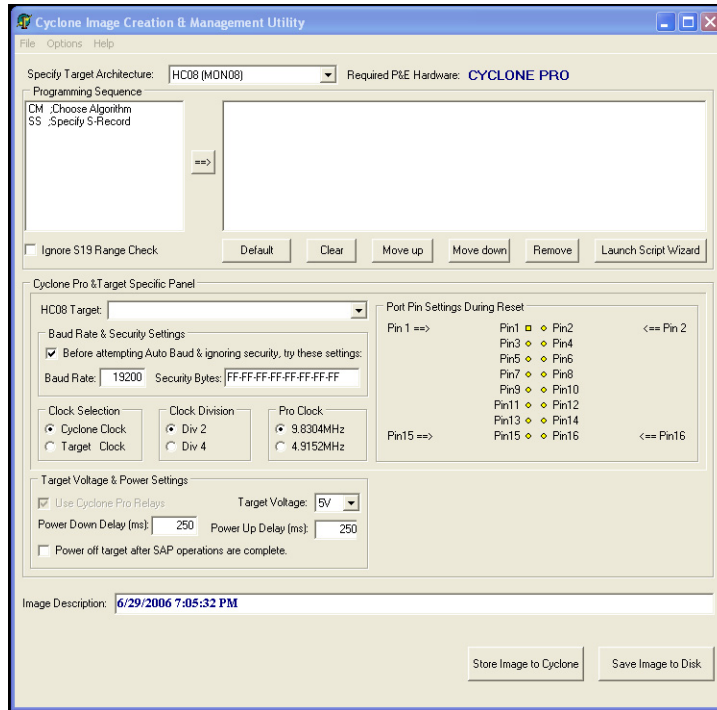 Cyclone Image Creation & Management Utility
File Options Help
Specify Target Architecture: HC08 (MON08) Required P&E Hardware: CYCLONE PRO
Programming Sequence
CM ;Choose Algorithm
SS ;Specify S-Record
==>
Ignore S19 Range Check
Default Clear Move up Move down Remove Launch Script Wizard
Cyclone Pro &Target Specific Panel
HC08 Target:
Baud Rate & Security Settings
Before attempting Auto Baud & ignoring security, try these settings:
Baud Rate: 19200 Security Bytes: FF-FF-FF-FF-FF-FF-FF-FF
Clock Selection
Cyclone Clock
Target Clock
Clock Division
Div 2
Div 4
Pro Clock
9.8304MHz
4.9152MHz
Port Pin Settings During Reset
Pin 1 ==> Pin1 Pin2 <== Pin 2
Pin3 Pin4
Pin5 Pin6
Pin7 Pin8
Pin9 Pin10
Pin11 Pin12
Pin13 Pin14
Pin15 ==> Pin15 Pin16 <== Pin16
Target Voltage & Power Settings
Use Cyclone Pro Relays Target Voltage: 5V
Power Down Delay (ms): 250 Power Up Delay (ms): 250
Power off target after SAP operations are complete.
Image Description: 6/29/2006 7:05:32 PM
Store Image to Cyclone Save Image to Disk